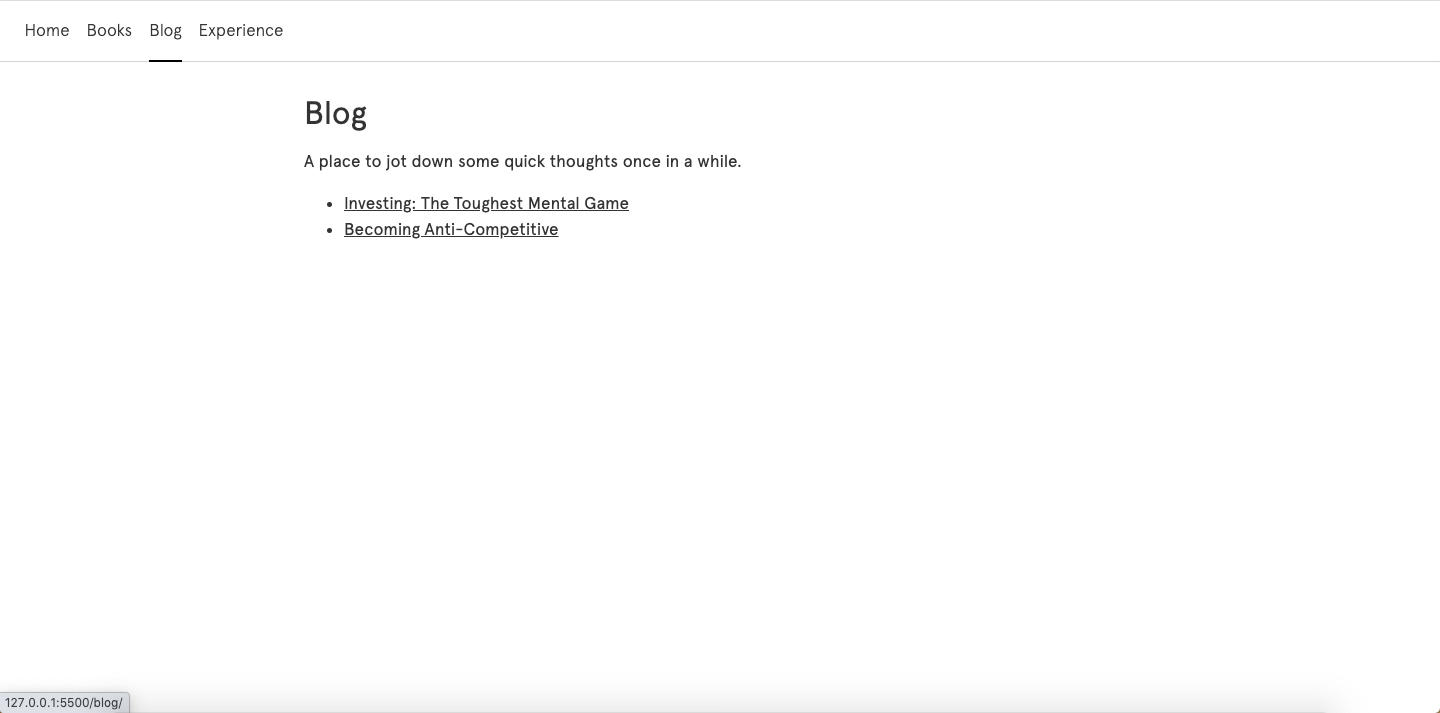 Home Books Blog Experience
Blog
A place to jot down some quick thoughts once in a while.
Investing: The Toughest Mental Game
Becoming Anti-Competitive
127.0.0.1:5500/blog/